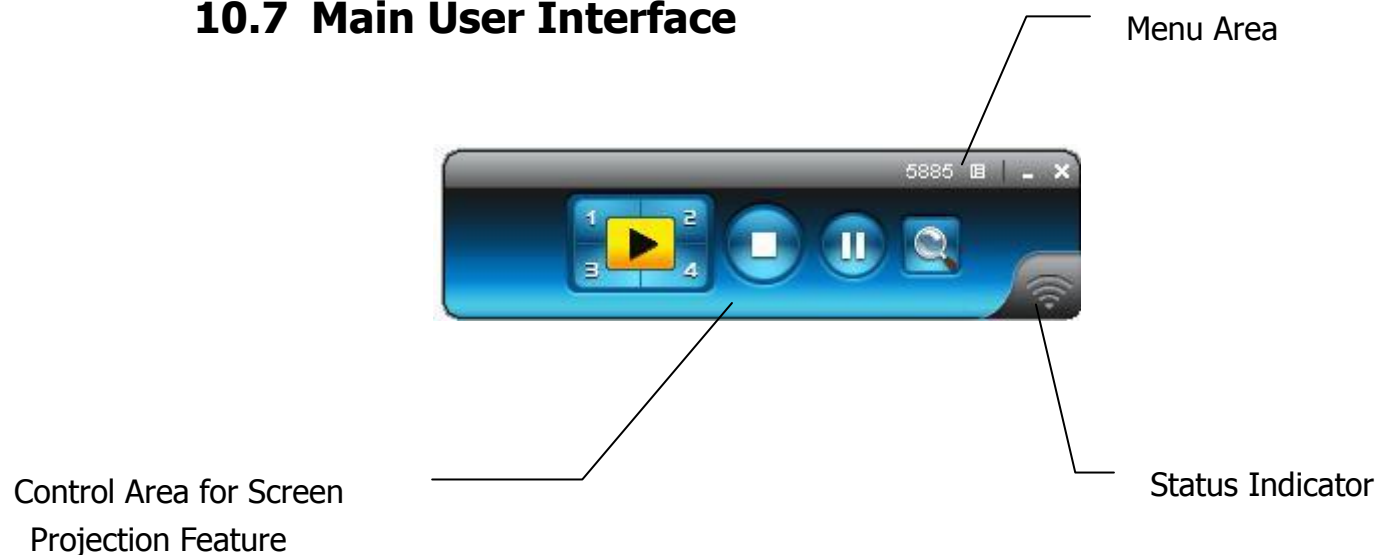 10.7 Main User Interface
Menu Area
5885
1 2
3 4
Control Area for Screen
Projection Feature
Status Indicator